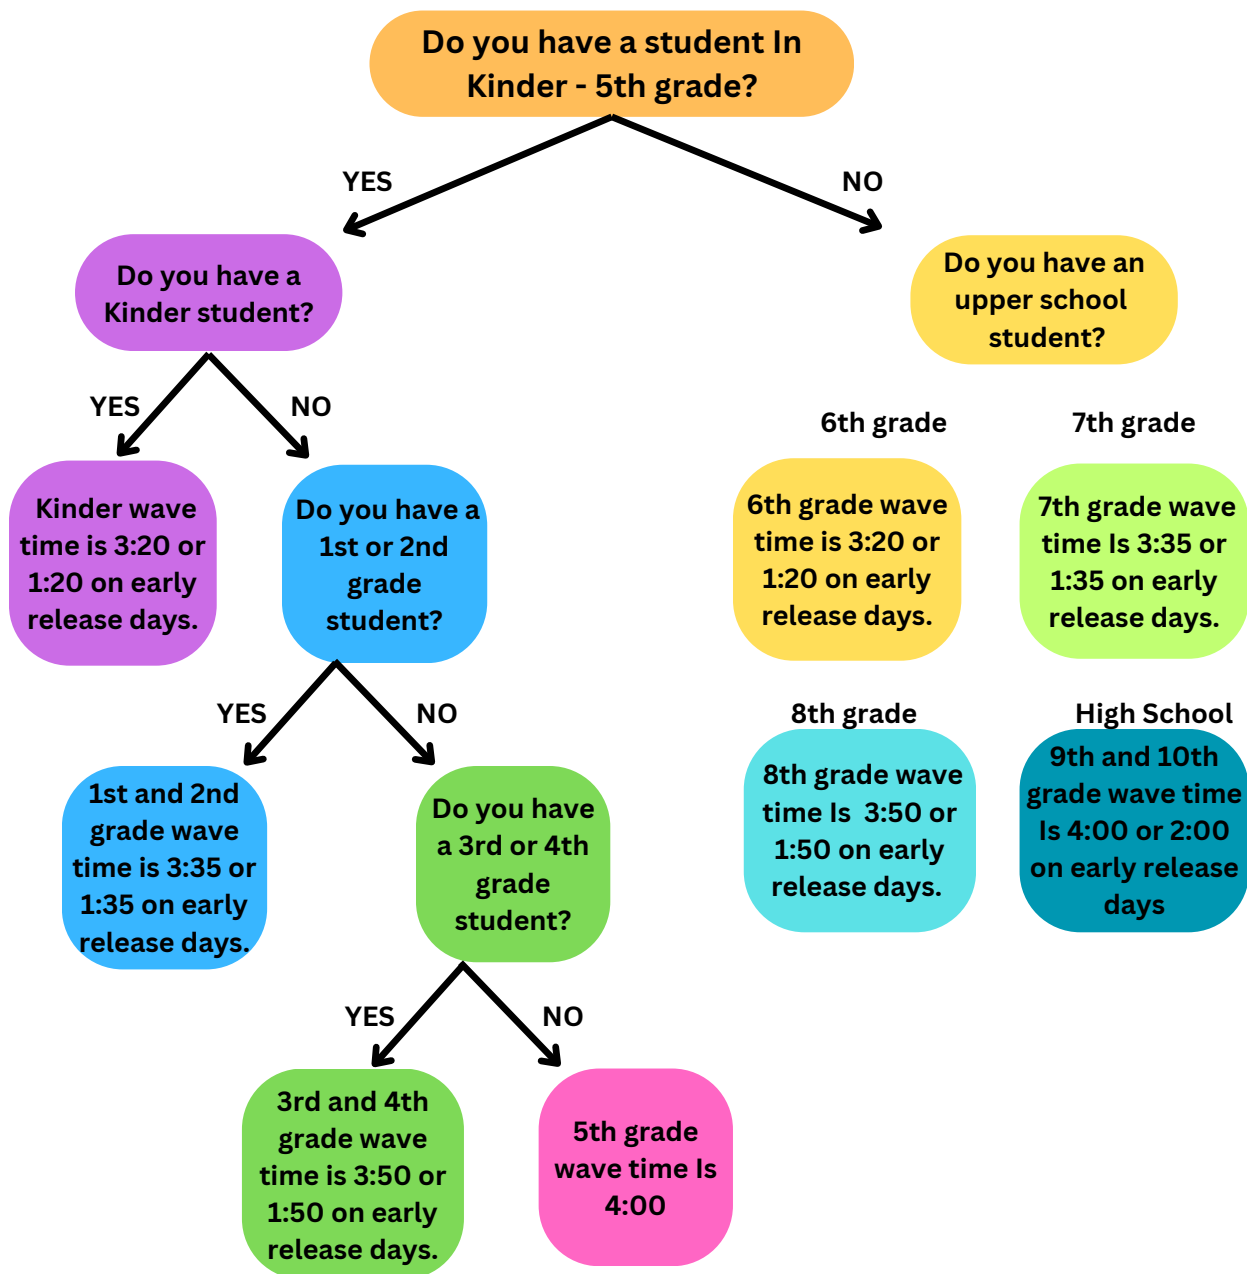 Do you have a student In
Kinder - 5th grade?
YES
NO
Do you have a
Kinder student?
Do you have an
upper school
student?
YES
NO
6th grade
7th grade
Kinder wave
time is 3:20 or
1:20 on early
release days.
Do you have a
1st or 2nd
grade
student?
6th grade wave
time is 3:20 or
1:20 on early
release days.
7th grade wave
time Is 3:35 or
1:35 on early
release days.
YES
NO
8th grade
High School
1st and 2nd
grade wave
time is 3:35 or
1:35 on early
release days.
Do you have
a 3rd or 4th
grade
student?
8th grade wave
time Is 3:50 or
1:50 on early
release days.
9th and 10th
grade wave time
Is 4:00 or 2:00
on early release
days
YES
NO
3rd and 4th
grade wave
time is 3:50 or
1:50 on early
release days.
5th grade
wave time Is
4:00